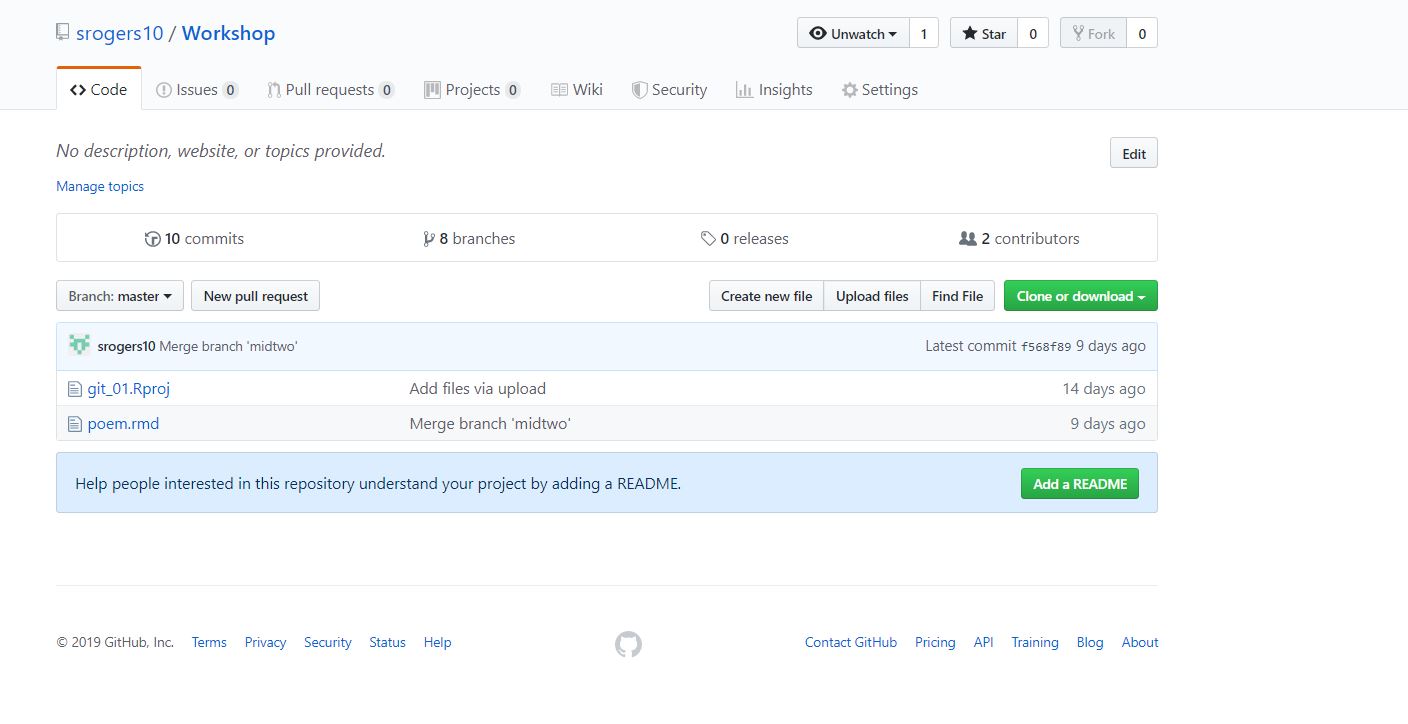 srogers10 / Workshop Unwatch 1 Star 0 Fork 0
Code Issues 0 Pull requests 0 Projects 0 Wiki Security Insights Settings
No description, website, or topics provided. Edit
Manage topics
10 commits 8 branches 0 releases 2 contributors
Branch: master New pull request Create new file Upload files Find File Clone or download
srogers10 Merge branch 'midtwo' Latest commit f568f89 9 days ago
git_01.Rproj Add files via upload 14 days ago
poem.rmd Merge branch 'midtwo' 9 days ago
Help people interested in this repository understand your project by adding a README. Add a README
© 2019 GitHub, Inc. Terms Privacy Security Status Help Contact GitHub Pricing API Training Blog About